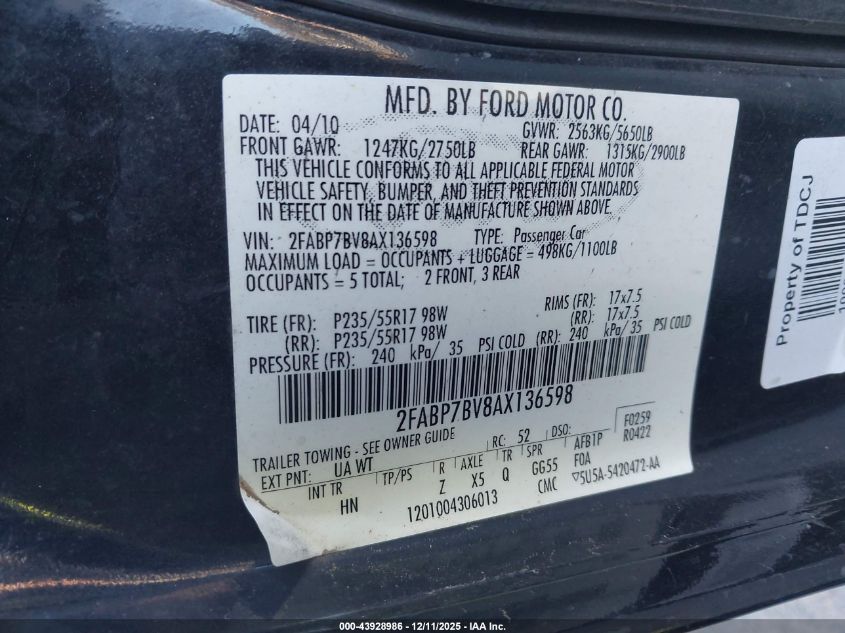 MFD. BY FORD MOTOR CO.
DATE: 04/10 GVWR: 2563KG/5650LB
FRONT GAWR: 1247KG/2750LB REAR GAWR: 1315KG/2900LB
THIS VEHICLE CONFORMS TO ALL APPLICABLE FEDERAL MOTOR
VEHICLE SAFETY, BUMPER, AND THEFT PREVENTION STANDARDS
IN EFFECT ON THE DATE OF MANUFACTURE SHOWN ABOVE.
VIN: 2FABP7BV8AX136598 TYPE: Passenger Car
MAXIMUM LOAD = OCCUPANTS + LUGGAGE = 498KG/1100LB
OCCUPANTS = 5 TOTAL; 2 FRONT, 3 REAR
TIRE (FR): P235/55R17 98W RIMS (FR): 17x7.5
(RR): P235/55R17 98W (RR): 17x7.5
PRESSURE (FR): 240 kPa/ 35 PSI COLD (RR): 240 kPa/ 35 PSI COLD
2FABP7BV8AX136598
TRAILER TOWING - SEE OWNER GUIDE RC: 52 DSO: F0259
EXT PNT: UA WT R AXLE TR SPR AFB1P R0422
INT TR TP/PS Z X5 Q GG55 F0A
HN 1201004306013 CMC ▽5U5A-5420472-AA
Property of TDCJ
000-43928986 - 12/11/2025 - IAA Inc.